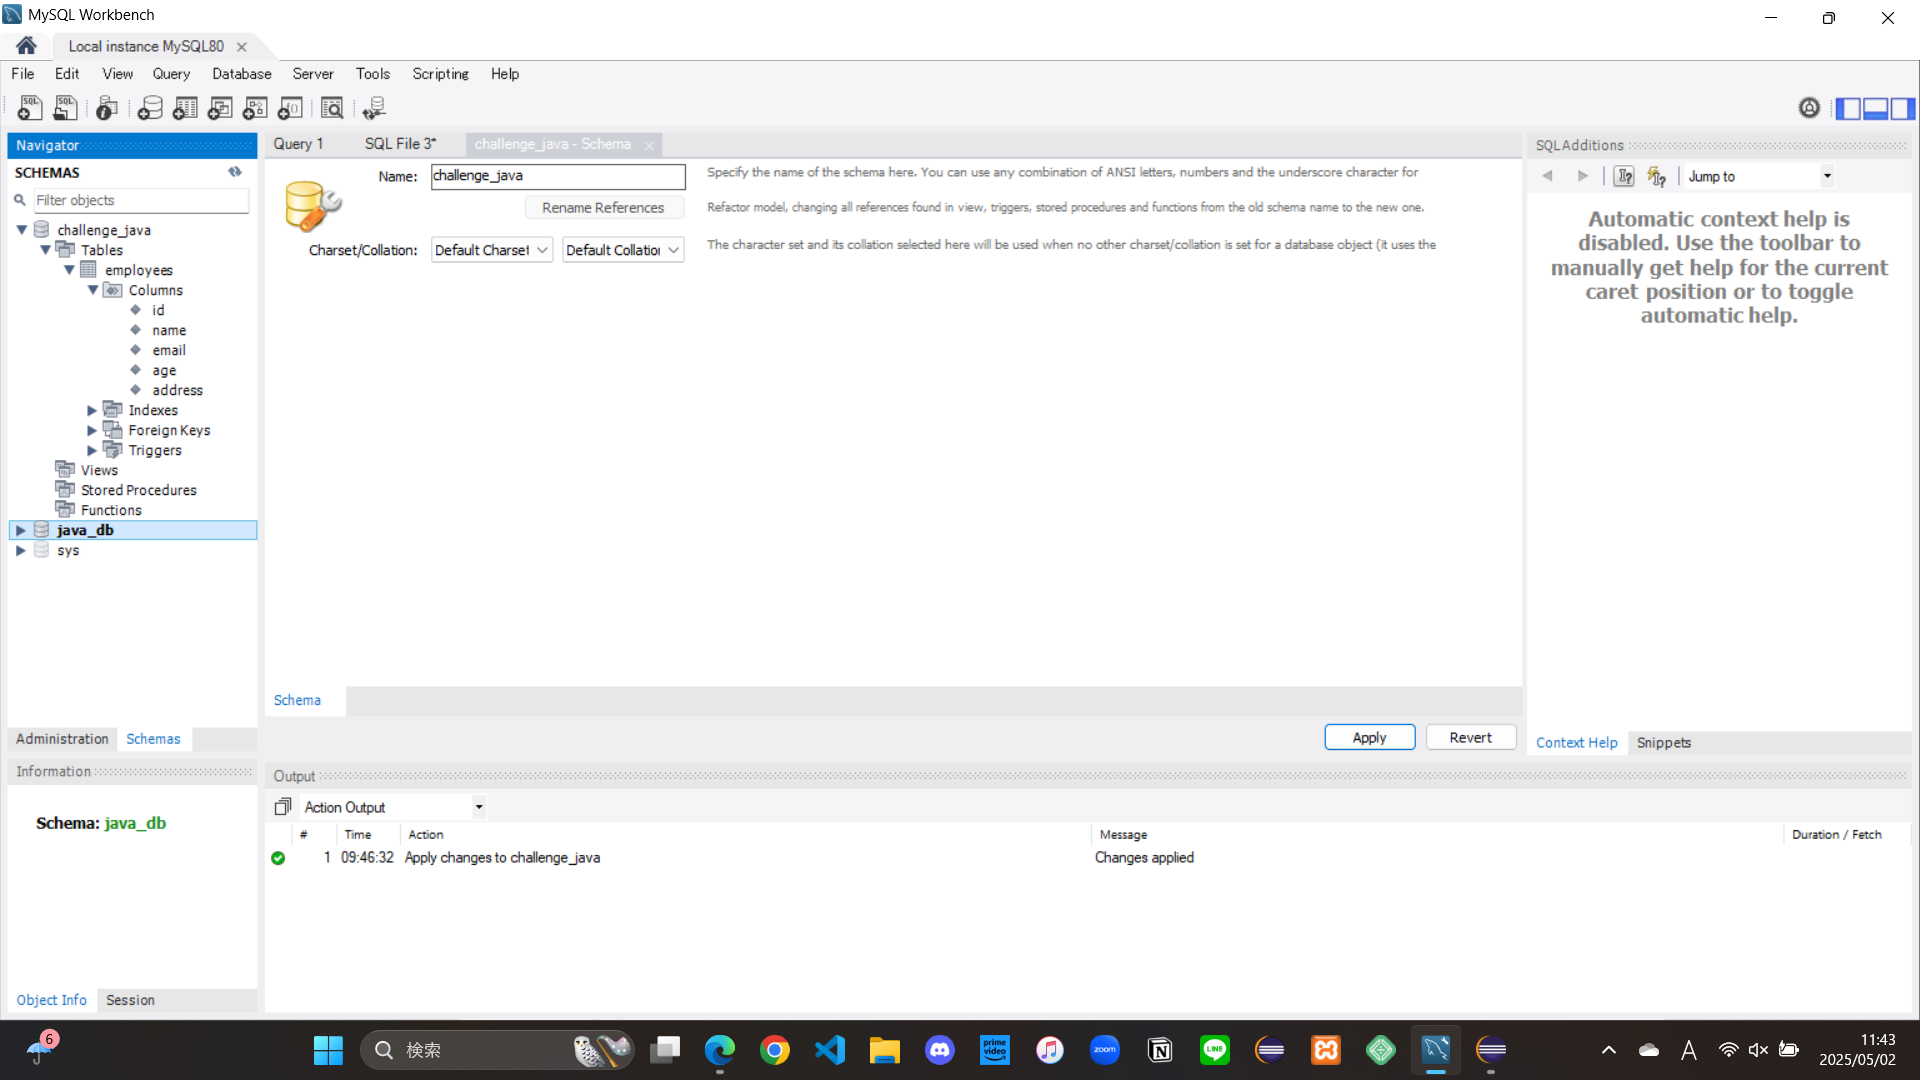 MySQL Workbench
Local instance MySQL80
File Edit View Query Database Server Tools Scripting Help
Navigator
SCHEMAS
Filter objects
challenge_java
Tables
employees
Columns
id
name
email
age
address
Indexes
Foreign Keys
Triggers
Views
Stored Procedures
Functions
java_db
sys
Administration Schemas
Information
Schema: java_db
Object Info Session
Query 1 SQL File 3* challenge_java - Schema
Name: challenge_java
Specify the name of the schema here. You can use any combination of ANSI letters, numbers and the underscore character for
Rename References
Refactor model, changing all references found in view, triggers, stored procedures and functions from the old schema name to the new one.
Charset/Collation: Default Charset Default Collation
The character set and its collation selected here will be used when no other charset/collation is set for a database object (it uses the
Schema
Apply Revert
SQLAdditions
Jump to
Automatic context help is
disabled. Use the toolbar to
manually get help for the current
caret position or to toggle
automatic help.
Context Help Snippets
Output
Action Output
# Time Action Message Duration / Fetch
1 09:46:32 Apply changes to challenge_java Changes applied
6
検索
prime video
zoom
LINE
A
11:43
2025/05/02